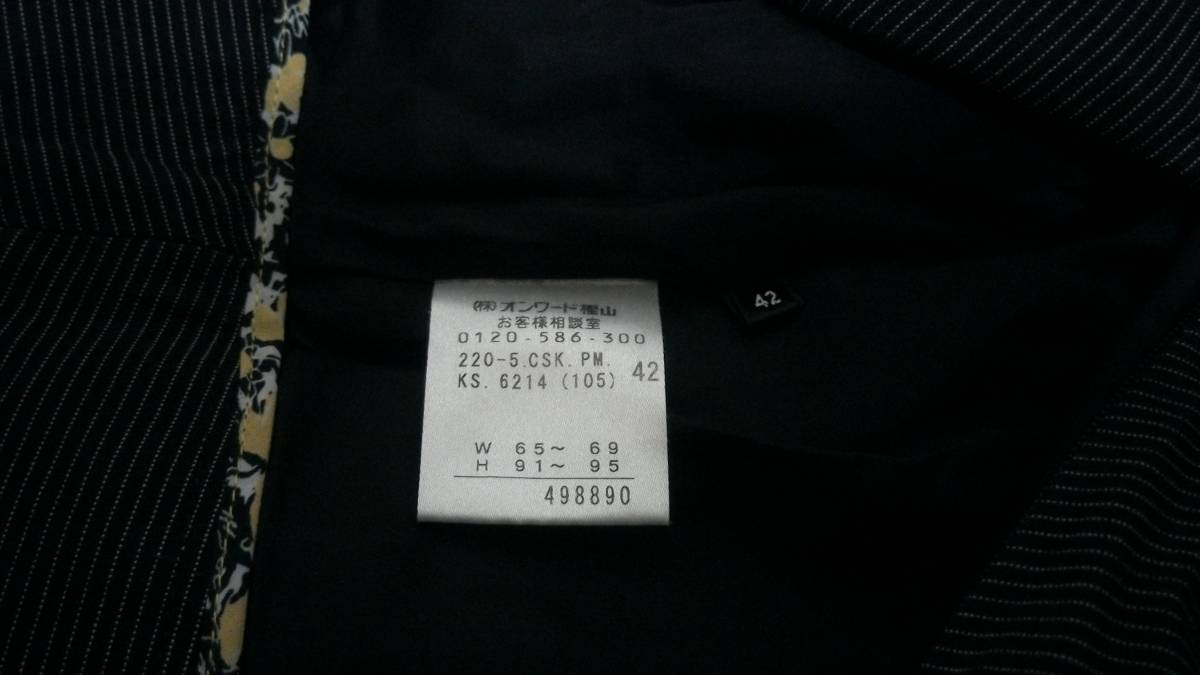 (株)オンワード樫山
お客様相談室
0120-586-300
220-5.CSK.PM.
KS.6214(105) 42
W 65〜 69
H 91〜 95
498890
42